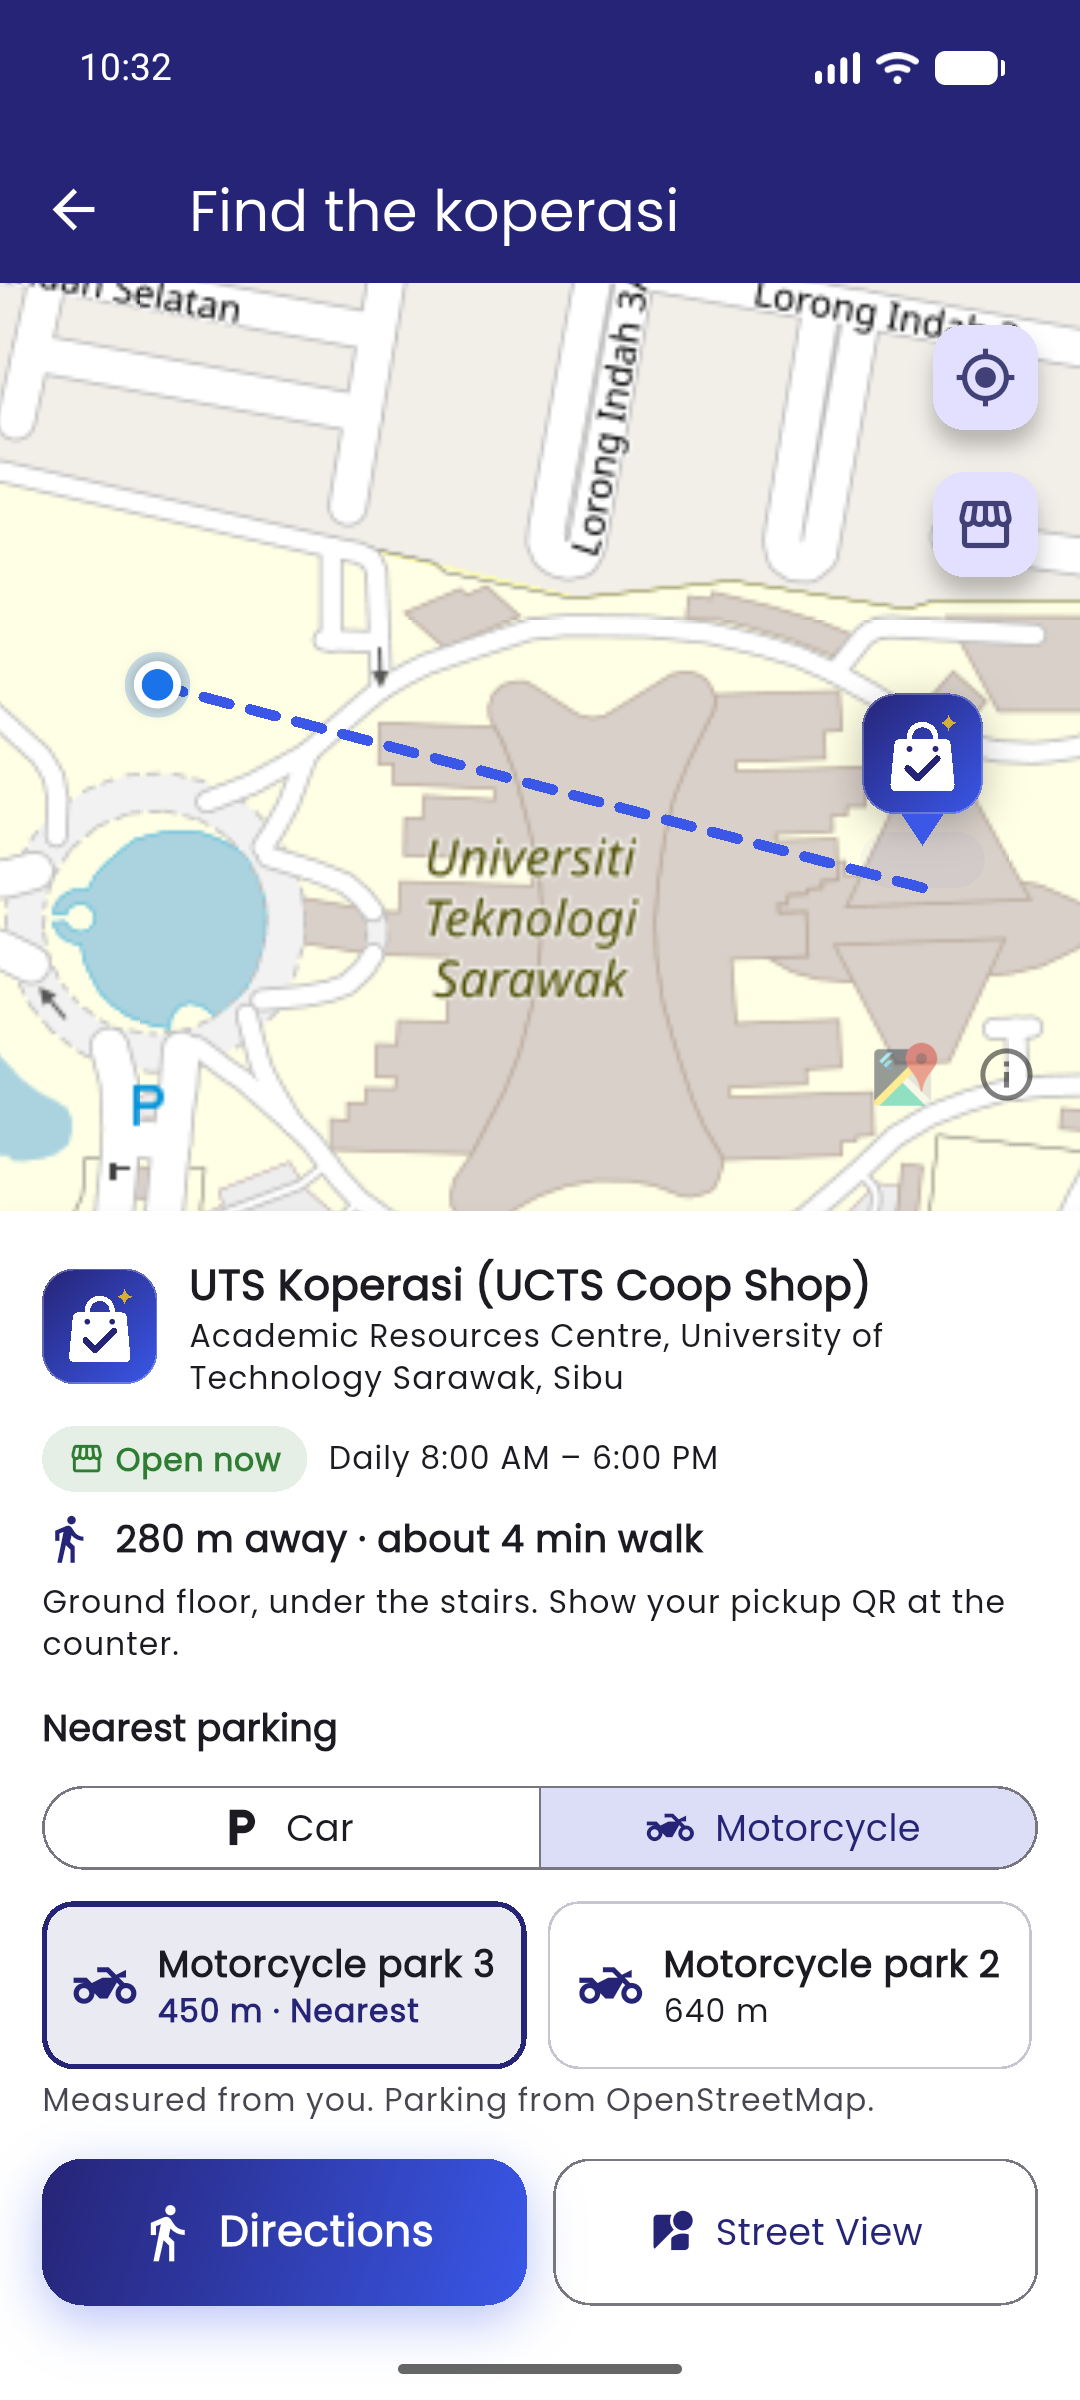 10:32
Find the koperasi
Selatan
Lorong Indah 3A
Lorong Indah
Universiti
Teknologi
Sarawak
P
UTS Koperasi (UCTS Coop Shop)
Academic Resources Centre, University of
Technology Sarawak, Sibu
Open now
Daily 8:00 AM – 6:00 PM
280 m away · about 4 min walk
Ground floor, under the stairs. Show your pickup QR at the
counter.
Nearest parking
P Car
Motorcycle
Motorcycle park 3
450 m · Nearest
Motorcycle park 2
640 m
Measured from you. Parking from OpenStreetMap.
Directions
Street View